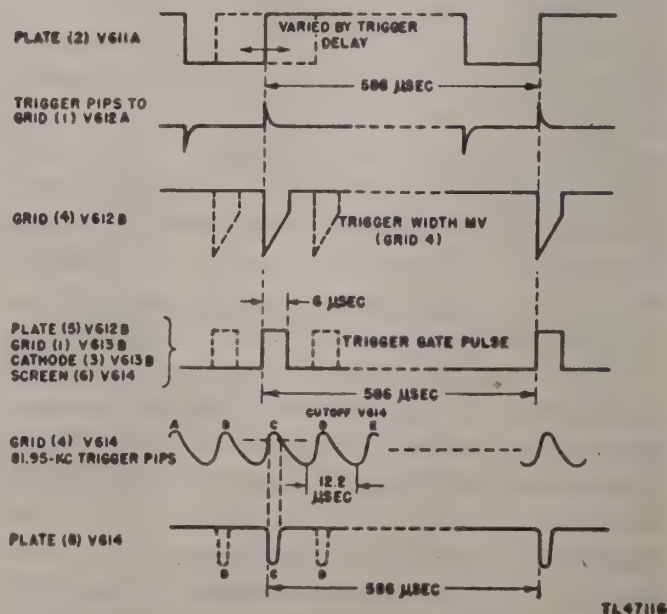 PLATE (2) V611A
VARIED BY TRIGGER
DELAY
586 µSEC
TRIGGER PIPS TO
GRID (1) V612A
GRID (4) V612B
TRIGGER WIDTH MV
(GRID 4)
6 µSEC
PLATE (5) V612B
GRID (1) V613B
CATHODE (3) V613B
SCREEN (6) V614
TRIGGER GATE PULSE
586 µSEC
CUTOFF V614
A B C D E
GRID (4) V614
81.95-KC TRIGGER PIPS
12.2
µSEC
PLATE (8) V614
B C D
586 µSEC
TL47116